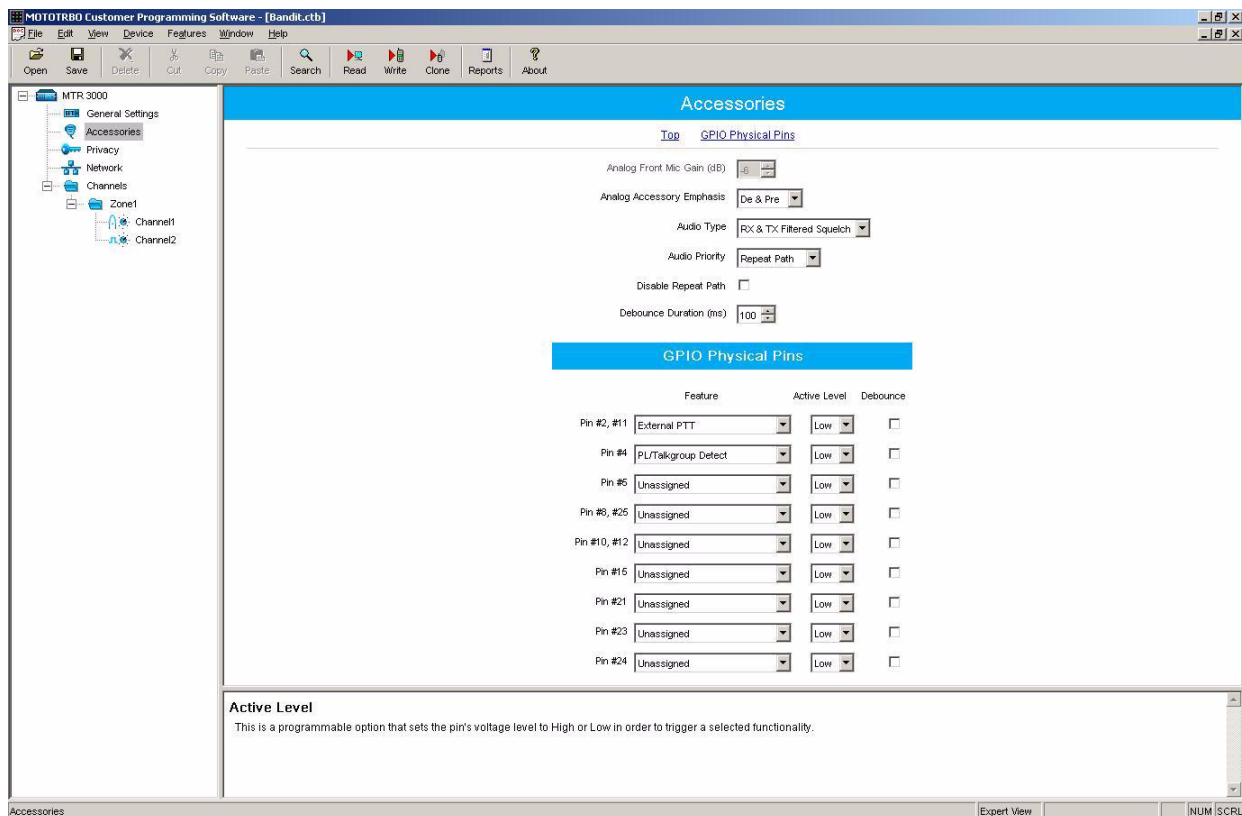 MOTOTRBO Customer Programming Software - [Bandit.ctb]
File Edit View Device Features Window Help
Open Save Delete Cut Copy Paste Search Read Write Clone Reports About
MTR 3000
General Settings
Accessories
Privacy
Network
Channels
Zone1
Channel1
Channel2
Accessories
Top GPIO Physical Pins
Analog Front Mic Gain (dB) -6
Analog Accessory Emphasis De & Pre
Audio Type RX & TX Filtered Squelch
Audio Priority Repeat Path
Disable Repeat Path
Debounce Duration (ms) 100
GPIO Physical Pins
Feature Active Level Debounce
Pin #2, #11 External PTT Low
Pin #4 PL/Talkgroup Detect Low
Pin #5 Unassigned Low
Pin #8, #25 Unassigned Low
Pin #10, #12 Unassigned Low
Pin #15 Unassigned Low
Pin #21 Unassigned Low
Pin #23 Unassigned Low
Pin #24 Unassigned Low
Active Level
This is a programmable option that sets the pin's voltage level to High or Low in order to trigger a selected functionality.
Accessories Expert View NUM SCRL